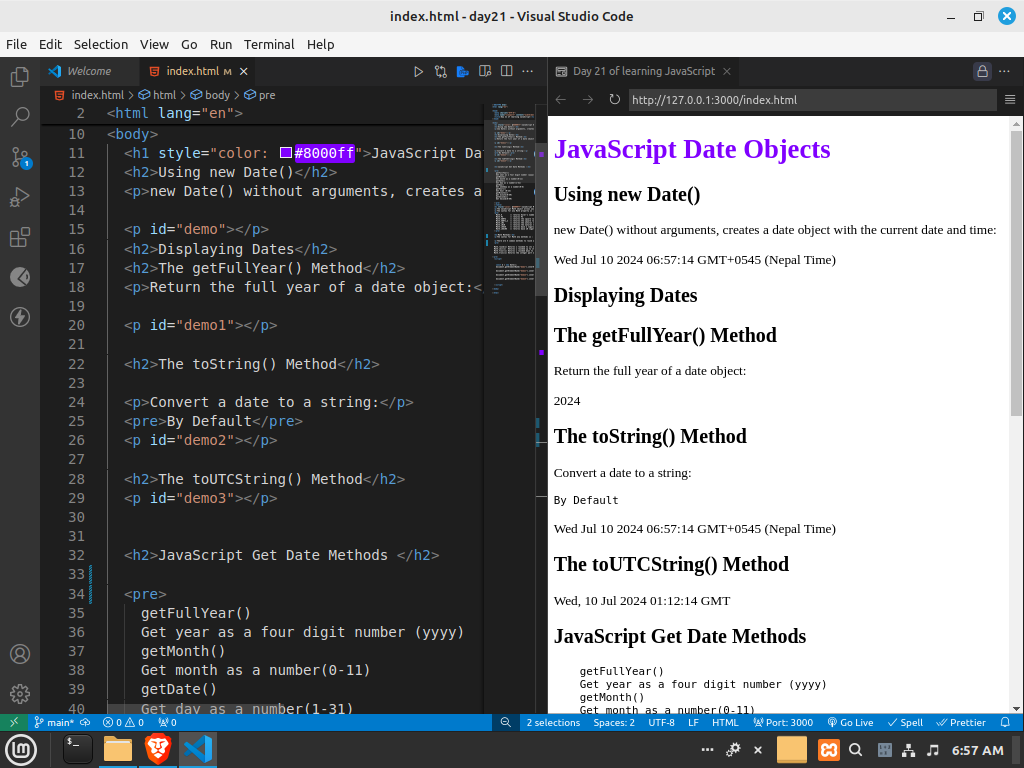 index.html - day21 - Visual Studio Code
File Edit Selection View Go Run Terminal Help
Welcome
index.html M
Day 21 of learning JavaScript
index.html > html > body > pre
http://127.0.0.1:3000/index.html
2 <html lang="en">
10 <body>
11 <h1 style="color: #8000ff">JavaScript Da
12 <h2>Using new Date()</h2>
13 <p>new Date() without arguments, creates a
14
15 <p id="demo"></p>
16 <h2>Displaying Dates</h2>
17 <h2>The getFullYear() Method</h2>
18 <p>Return the full year of a date object:<
19
20 <p id="demo1"></p>
21
22 <h2>The toString() Method</h2>
23
24 <p>Convert a date to a string:</p>
25 <pre>By Default</pre>
26 <p id="demo2"></p>
27
28 <h2>The toUTCString() Method</h2>
29 <p id="demo3"></p>
30
31
32 <h2>JavaScript Get Date Methods </h2>
33
34 <pre>
35 getFullYear()
36 Get year as a four digit number (yyyy)
37 getMonth()
38 Get month as a number(0-11)
39 getDate()
40 Get day as a number(1-31)
JavaScript Date Objects
Using new Date()
new Date() without arguments, creates a date object with the current date and time:
Wed Jul 10 2024 06:57:14 GMT+0545 (Nepal Time)
Displaying Dates
The getFullYear() Method
Return the full year of a date object:
2024
The toString() Method
Convert a date to a string:
By Default
Wed Jul 10 2024 06:57:14 GMT+0545 (Nepal Time)
The toUTCString() Method
Wed, 10 Jul 2024 01:12:14 GMT
JavaScript Get Date Methods
getFullYear()
Get year as a four digit number (yyyy)
getMonth()
Get month as a number(0-11)
1
main* 0 0 0 2 selections Spaces: 2 UTF-8 LF HTML Port: 3000 Go Live Spell Prettier
6:57 AM